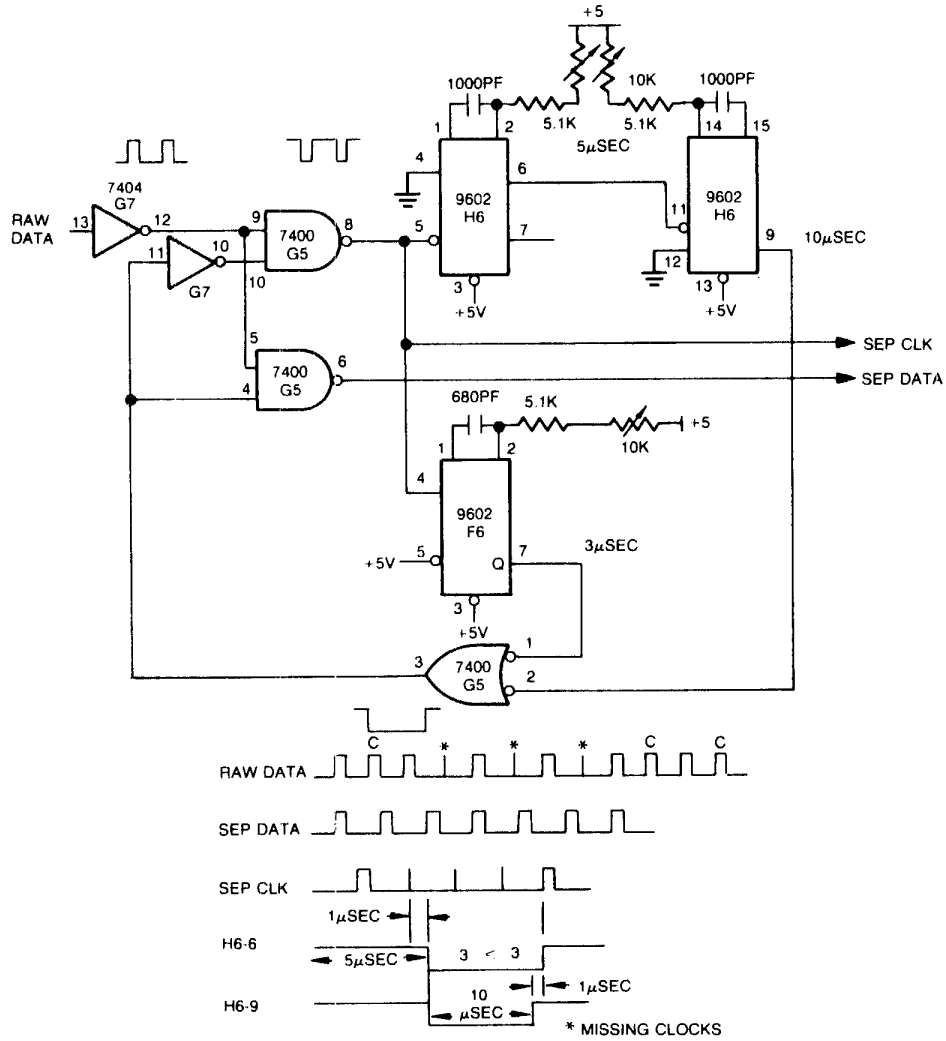 +5
1000PF
10K
1000PF
5.1K
5.1K
1
2
14
15
5µSEC
7404
G7
RAW
DATA
13
12
9
8
7400
G5
11
10
10
G7
4
5
6
7
9602
H6
3
+5V
11
12
9602
H6
9
10µSEC
13
+5V
SEP CLK
5
7400
G5
4
6
SEP DATA
680PF
5.1K
10K
+5
1
2
4
9602
F6
7
3µSEC
+5V
5
Q
3
+5V
1
3
7400
G5
2
C
*
*
*
C
C
RAW DATA
SEP DATA
SEP CLK
1µSEC
H6-6
5µSEC
3 < 3
1µSEC
H6-9
10
µSEC
* MISSING CLOCKS